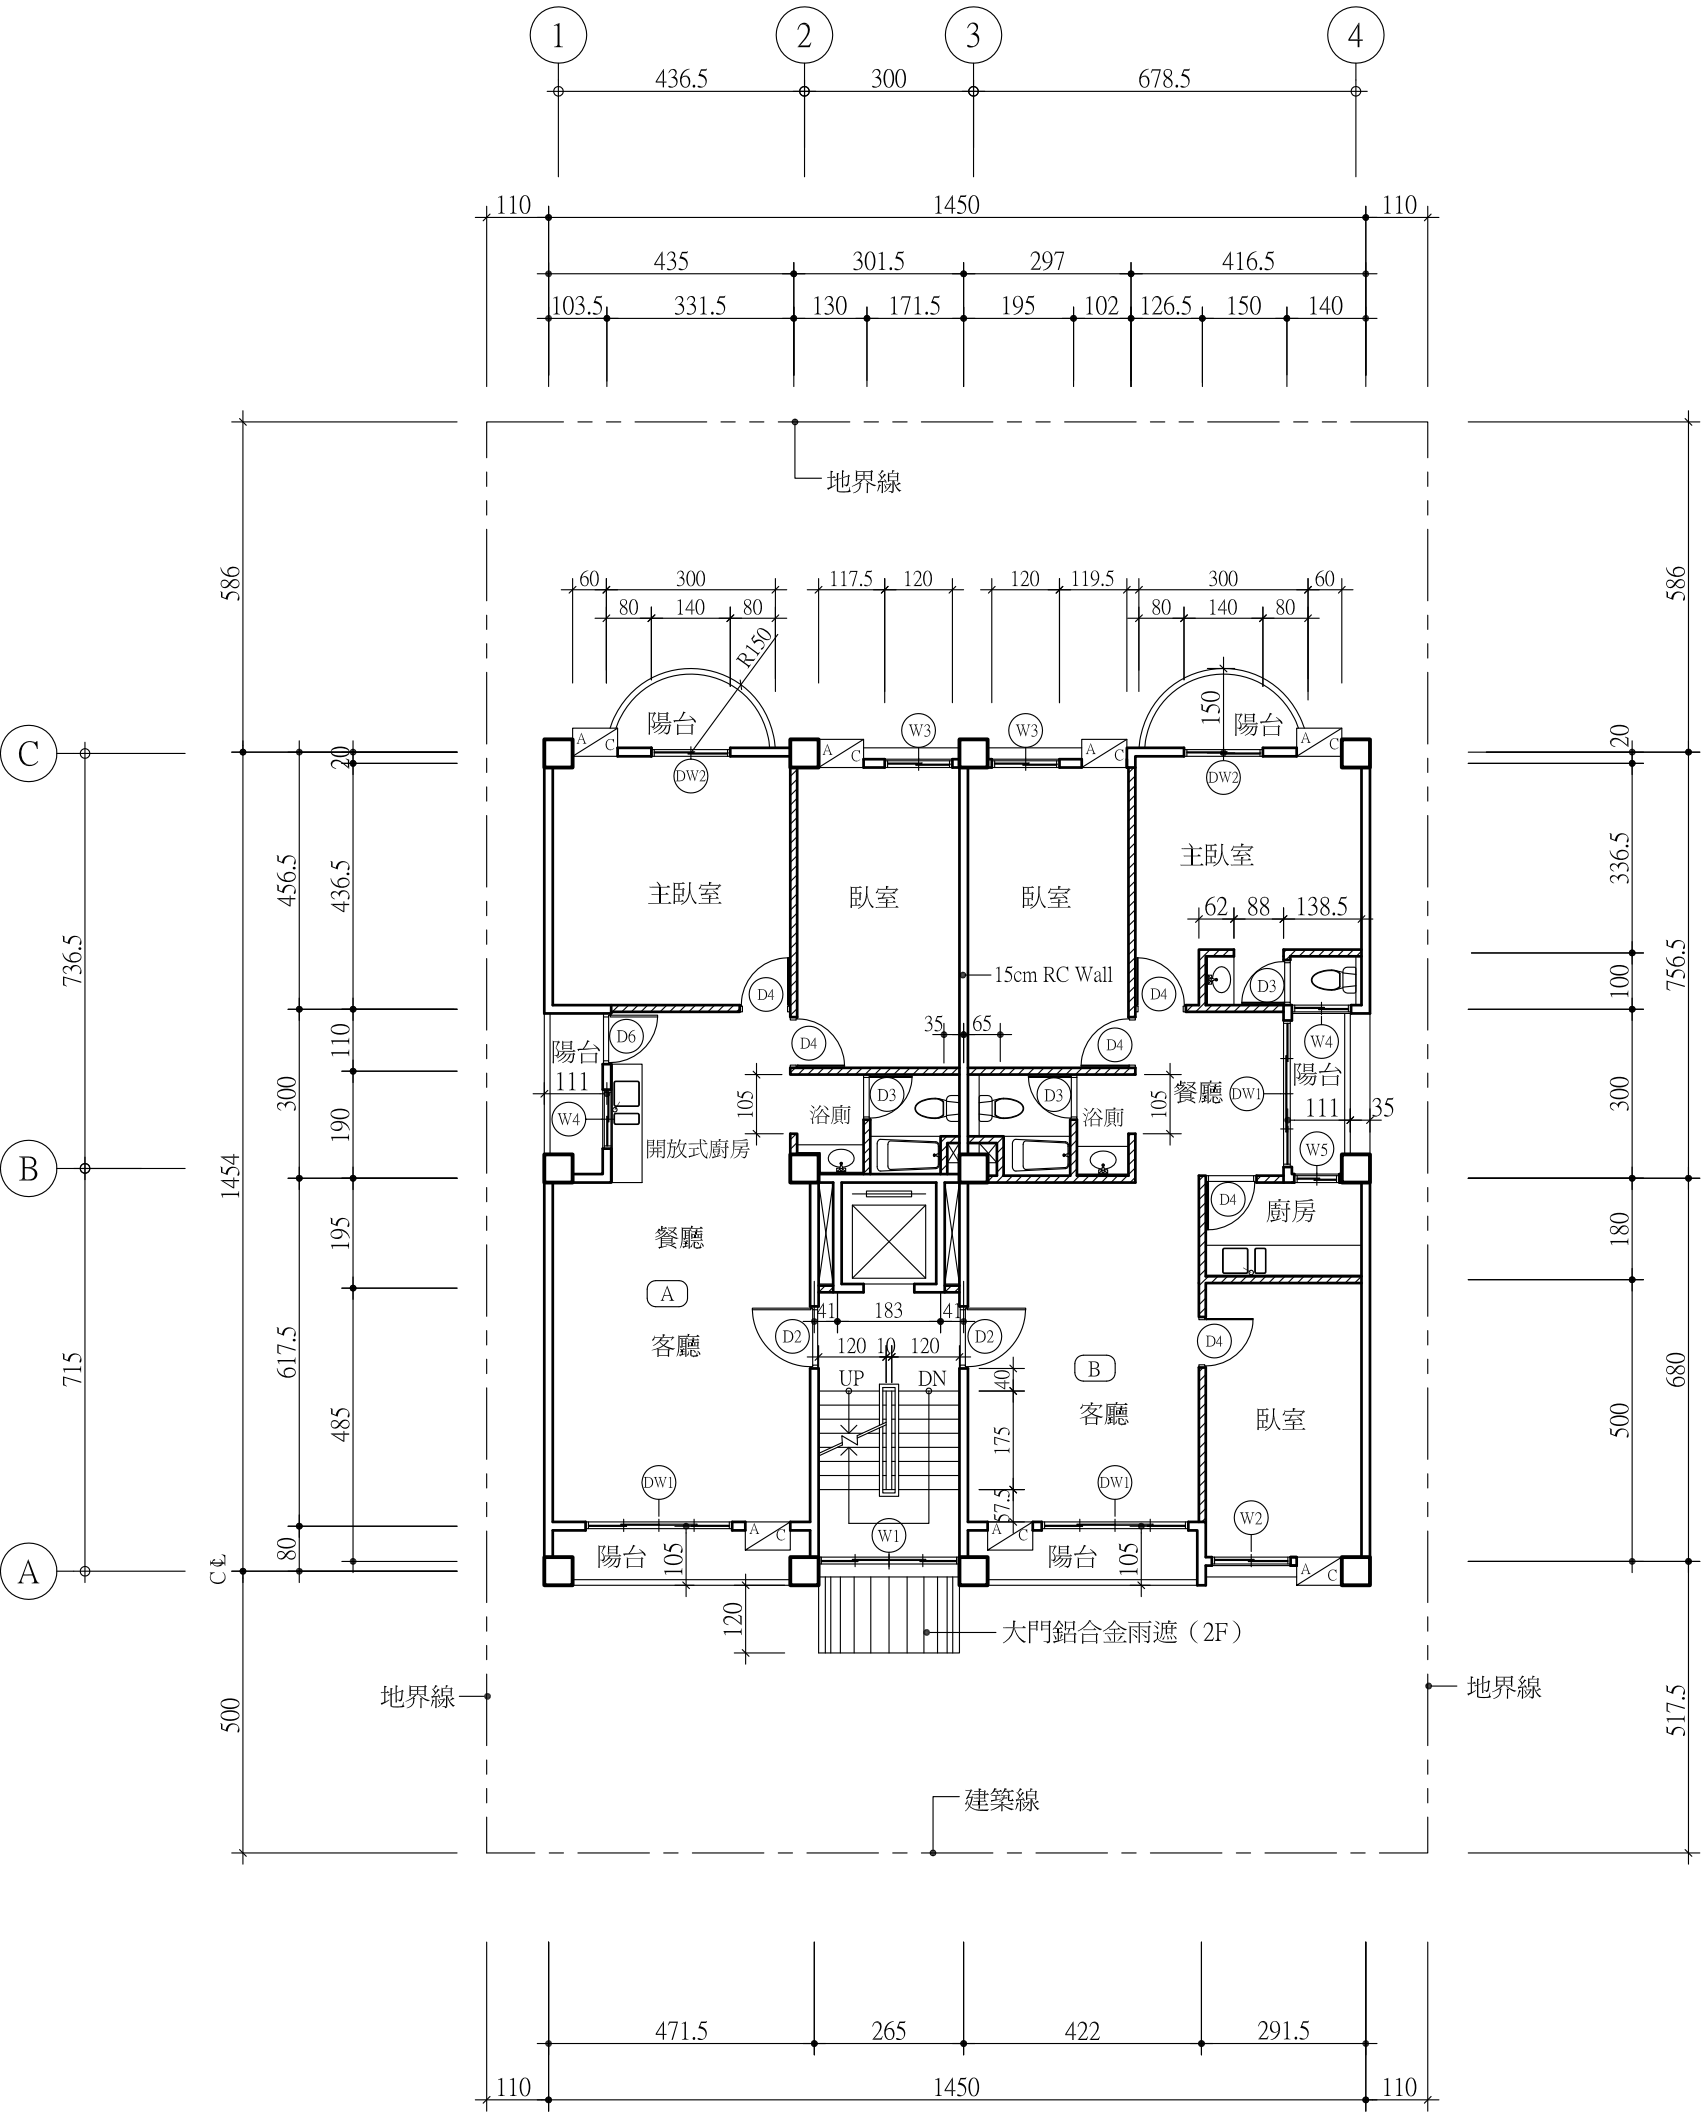 1 2 3 4
436.5 300 678.5
110 1450 110
435 301.5 297 416.5
103.5 331.5 130 171.5 195 102 126.5 150 140
地界線
586
586
60 300 117.5 120 120 119.5 300 60
80 140 80 80 140 80
R150
150
陽台 陽台
A C A C W3 W3 A C A C
C
DW2 DW2
20
20
主臥室 臥室 臥室 主臥室
456.5 436.5
336.5
62 88 138.5
736.5
756.5
15cm RC Wall
D4 D4 D3
100
35 65
D6 D4 D4 W4
陽台 陽台
110
111
300 190
300
105 浴廁 D3 D3 浴廁 105 餐廳 DW1
W4 111 35
開放式廚房
W5
B
1454
D4 廚房
餐廳
195
180
A
41 183 41
D2 D2 D4
客廳
120 10 120
UP DN
B
客廳
臥室
40
175
57.5
715
617.5 485
680
500
DW1 DW1
W1 W2
A C A C
陽台 105 陽台 105
A C
80
C℄
A
120
大門鋁合金雨遮（2F）
地界線 地界線
500
517.5
建築線
471.5 265 422 291.5
110 1450 110